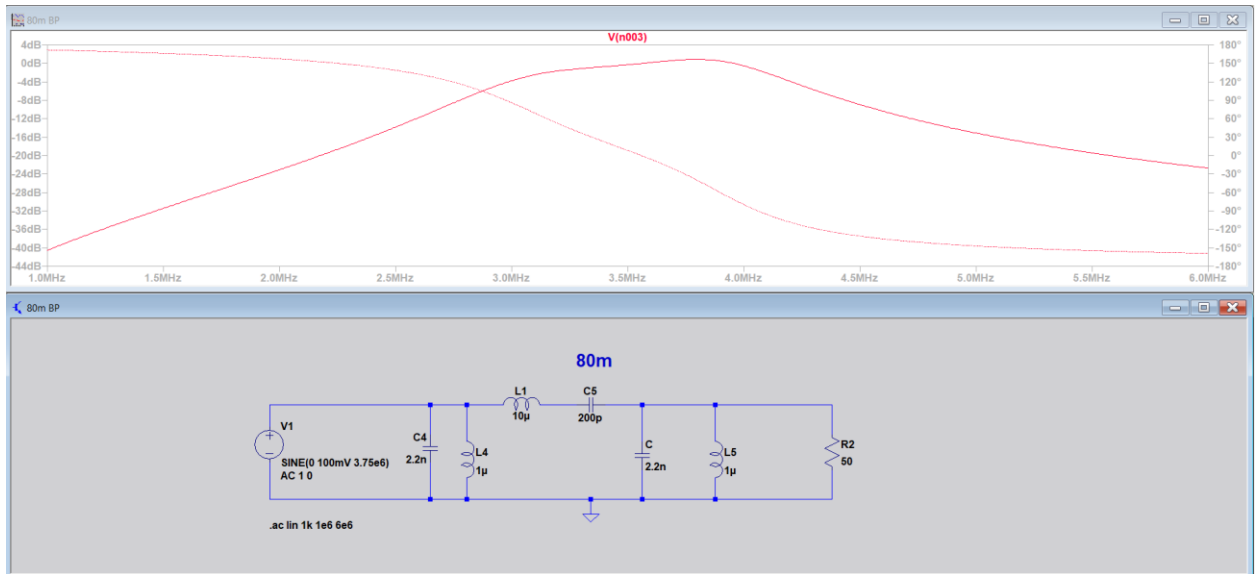 80m BP
V(n003)
4dB
0dB
-4dB
-8dB
-12dB
-16dB
-20dB
-24dB
-28dB
-32dB
-36dB
-40dB
-44dB
180°
150°
120°
90°
60°
30°
0°
-30°
-60°
-90°
-120°
-150°
-180°
1.0MHz 1.5MHz 2.0MHz 2.5MHz 3.0MHz 3.5MHz 4.0MHz 4.5MHz 5.0MHz 5.5MHz 6.0MHz
80m BP
80m
L1
10µ
C5
200p
V1
SINE(0 100mV 3.75e6)
AC 1 0
C4
2.2n
L4
1µ
C
2.2n
L5
1µ
R2
50
.ac lin 1k 1e6 6e6